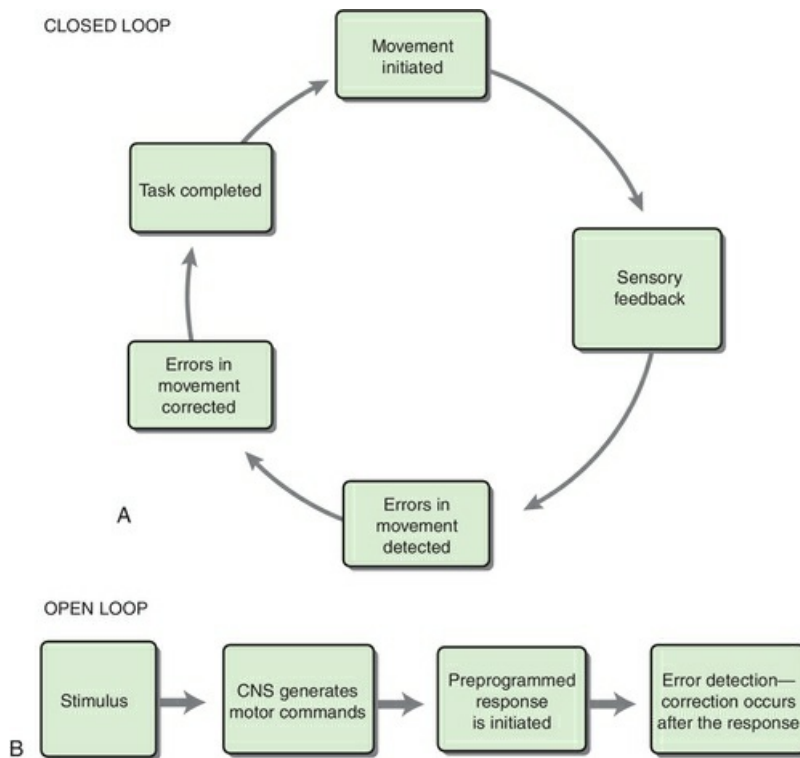 CLOSED LOOP
Movement
initiated
Sensory
feedback
Errors in
movement
detected
Errors in
movement
corrected
Task completed
A
OPEN LOOP
Stimulus
CNS generates
motor commands
Preprogrammed
response
is initiated
Error detection—
correction occurs
after the response
B